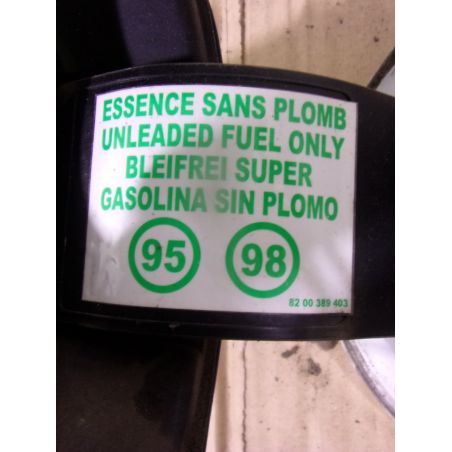 ESSENCE SANS PLOMB
UNLEADED FUEL ONLY
BLEIFREI SUPER
GASOLINA SIN PLOMO
95 98
82 00 389 403